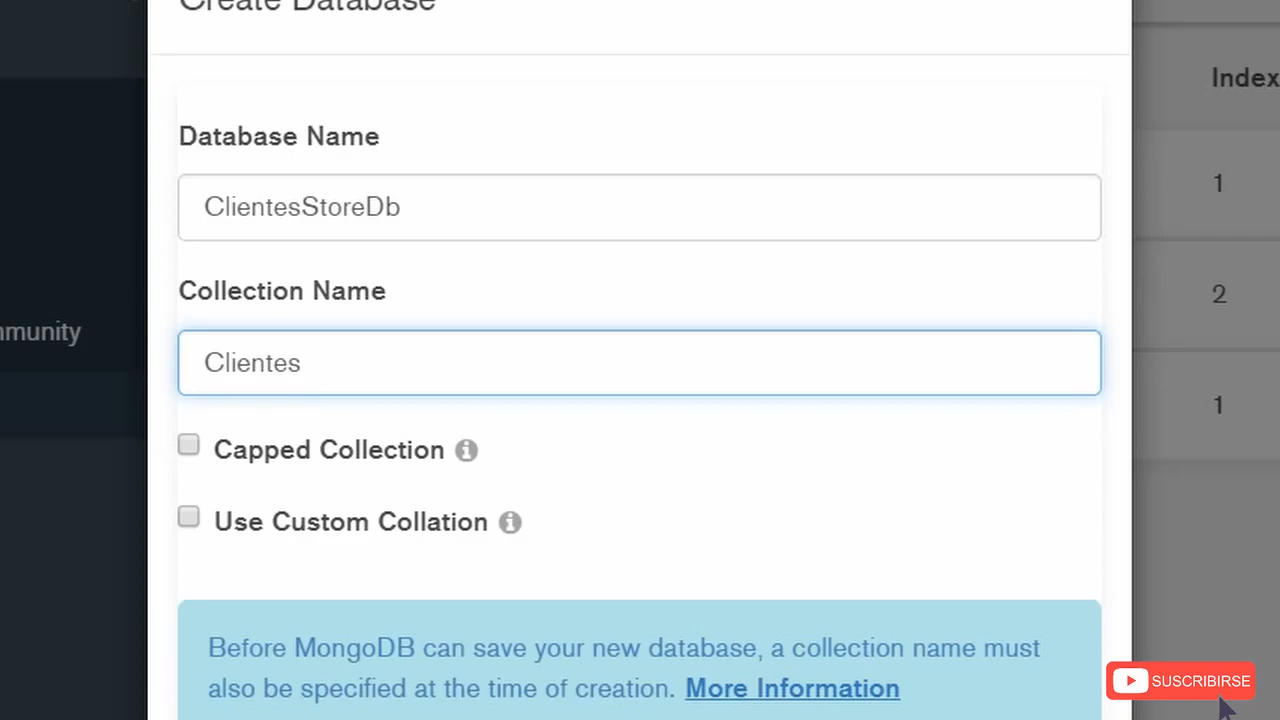 Create Database
Index
Database Name
ClientesStoreDb
1
Collection Name
2
mmunity
Clientes
1
Capped Collection
Use Custom Collation
Before MongoDB can save your new database, a collection name must
also be specified at the time of creation. More Information
SUSCRIBIRSE